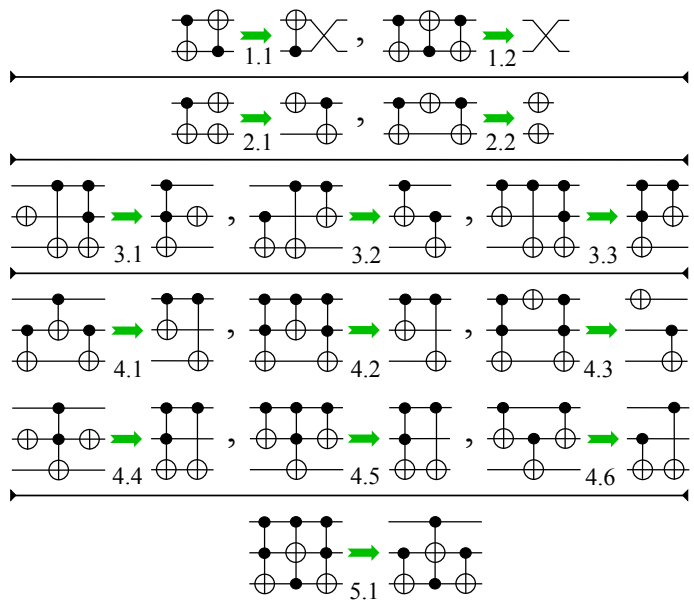 1.1 , 1.2
2.1 , 2.2
3.1 , 3.2 , 3.3
4.1 , 4.2 , 4.3
4.4 , 4.5 , 4.6
5.1